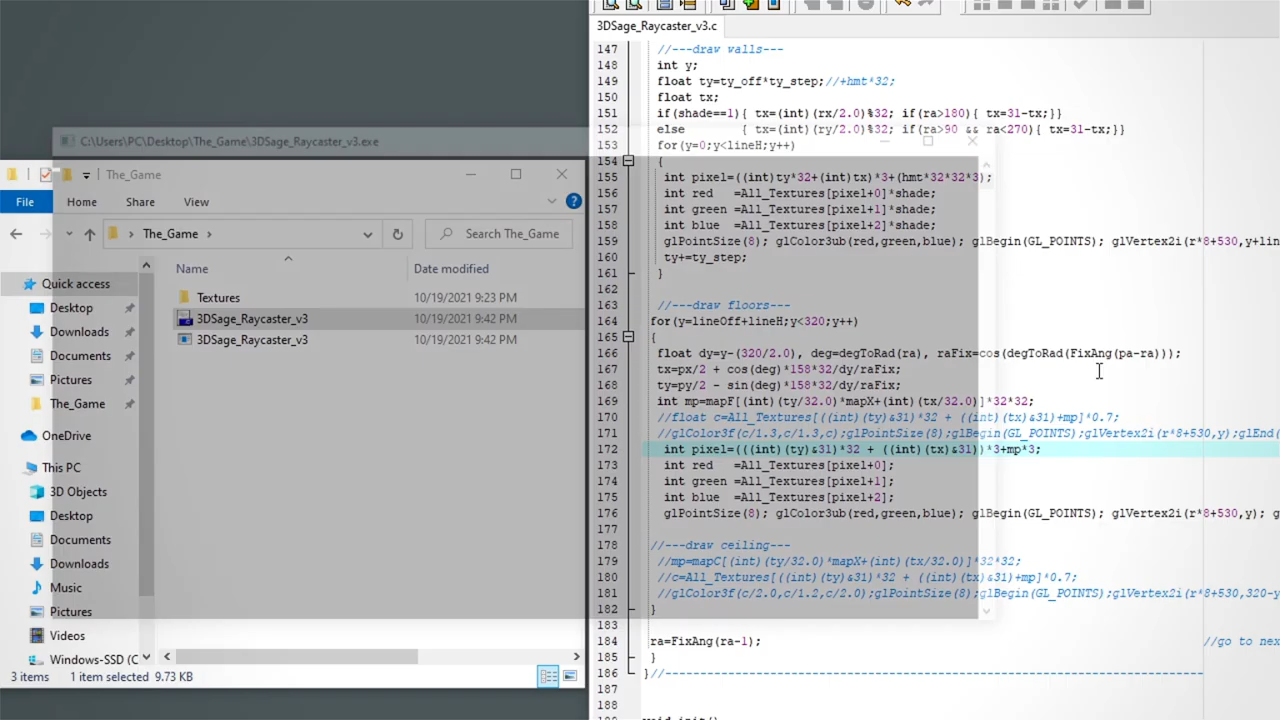 3DSage_Raycaster_v3.c
C:\Users\PC\Desktop\The_Game\3DSage_Raycaster_v3.exe
The_Game
File
Home
Share
View
The_Game
Search The_Game
Name
Date modified
Quick access
Desktop
Downloads
Documents
Pictures
The_Game
OneDrive
This PC
3D Objects
Desktop
Documents
Downloads
Music
Pictures
Videos
Windows-SSD (C
Textures 10/19/2021 9:23 PM
3DSage_Raycaster_v3 10/19/2021 9:42 PM
3DSage_Raycaster_v3 10/19/2021 9:42 PM
3 items 1 item selected 9.73 KB
147 //---draw walls---
148 int y;
149 float ty=ty_off*ty_step;//+hmt*32;
150 float tx;
151 if(shade==1){ tx=(int)(rx/2.0)%32; if(ra>180){ tx=31-tx;}}
152 else { tx=(int)(ry/2.0)%32; if(ra>90 && ra<270){ tx=31-tx;}}
153 for(y=0;y<lineH;y++)
154 {
155 int pixel=((int)ty*32+(int)tx)*3+(hmt*32*32*3);
156 int red =All_Textures[pixel+0]*shade;
157 int green =All_Textures[pixel+1]*shade;
158 int blue =All_Textures[pixel+2]*shade;
159 glPointSize(8); glColor3ub(red,green,blue); glBegin(GL_POINTS); glVertex2i(r*8+530,y+lin
160 ty+=ty_step;
161 }
162
163 //---draw floors---
164 for(y=lineOff+lineH;y<320;y++)
165 {
166 float dy=y-(320/2.0), deg=degToRad(ra), raFix=cos(degToRad(FixAng(pa-ra)));
167 tx=px/2 + cos(deg)*158*32/dy/raFix;
168 ty=py/2 - sin(deg)*158*32/dy/raFix;
169 int mp=mapF[(int)(ty/32.0)*mapX+(int)(tx/32.0)]*32*32;
170 //float c=All_Textures[((int)(ty)&31)*32 + ((int)(tx)&31)+mp]*0.7;
171 //glColor3f(c/1.3,c/1.3,c);glPointSize(8);glBegin(GL_POINTS);glVertex2i(r*8+530,y);glEnd(
172 int pixel=(((int)(ty)&31)*32 + ((int)(tx)&31))*3+mp*3;
173 int red =All_Textures[pixel+0];
174 int green =All_Textures[pixel+1];
175 int blue =All_Textures[pixel+2];
176 glPointSize(8); glColor3ub(red,green,blue); glBegin(GL_POINTS); glVertex2i(r*8+530,y); g
177
178 //---draw ceiling---
179 //mp=mapC[(int)(ty/32.0)*mapX+(int)(tx/32.0)]*32*32;
180 //c=All_Textures[((int)(ty)&31)*32 + ((int)(tx)&31)+mp]*0.7;
181 //glColor3f(c/2.0,c/1.2,c/2.0);glPointSize(8);glBegin(GL_POINTS);glVertex2i(r*8+530,320-y
182 }
183
184 ra=FixAng(ra-1); //go to nex
185 }
186 }//-----------------------------------------------------------------------------
187
188
void init()